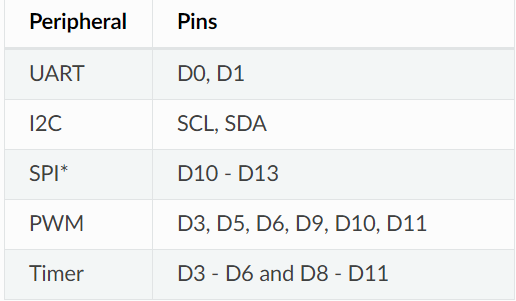 Peripheral Pins
UART D0, D1
I2C SCL, SDA
SPI* D10 - D13
PWM D3, D5, D6, D9, D10, D11
Timer D3 - D6 and D8 - D11